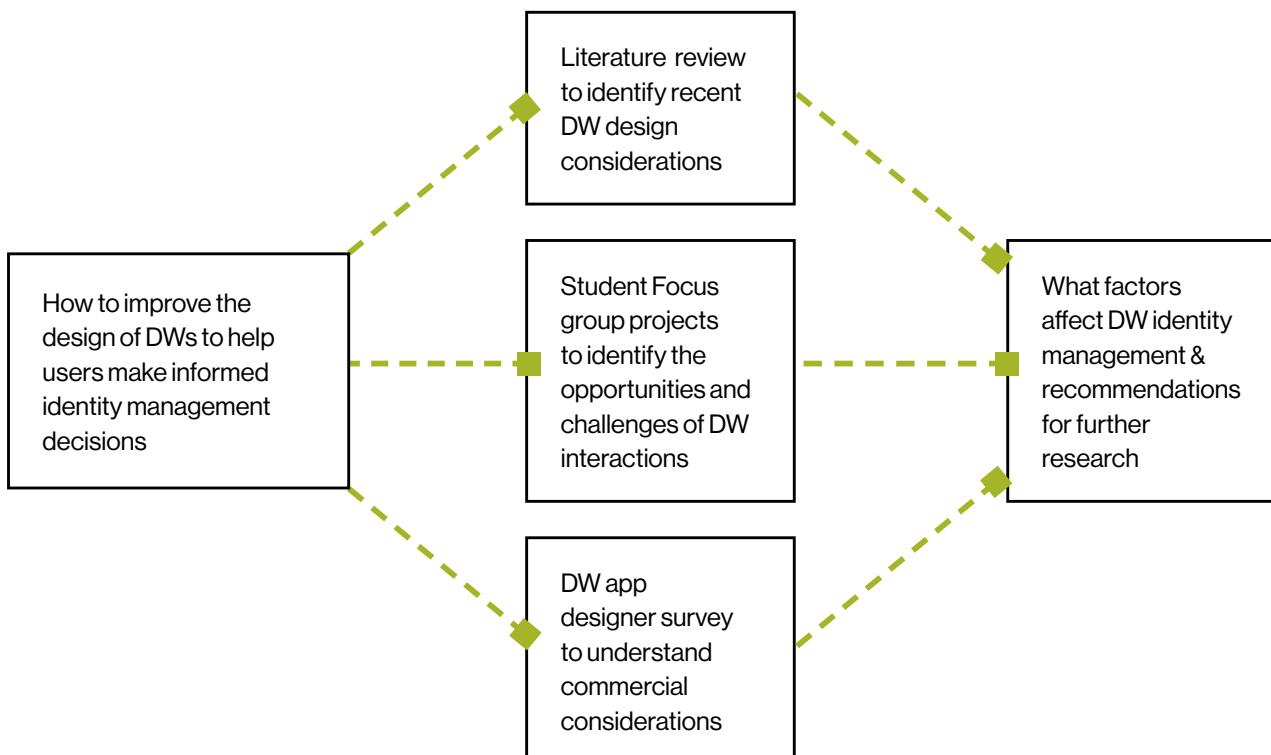 How to improve the
design of DWs to help
users make informed
identity management
decisions
Literature review
to identify recent
DW design
considerations
Student Focus
group projects
to identify the
opportunities and
challenges of DW
interactions
DW app
designer survey
to understand
commercial
considerations
What factors
affect DW identity
management &
recommendations
for further
research